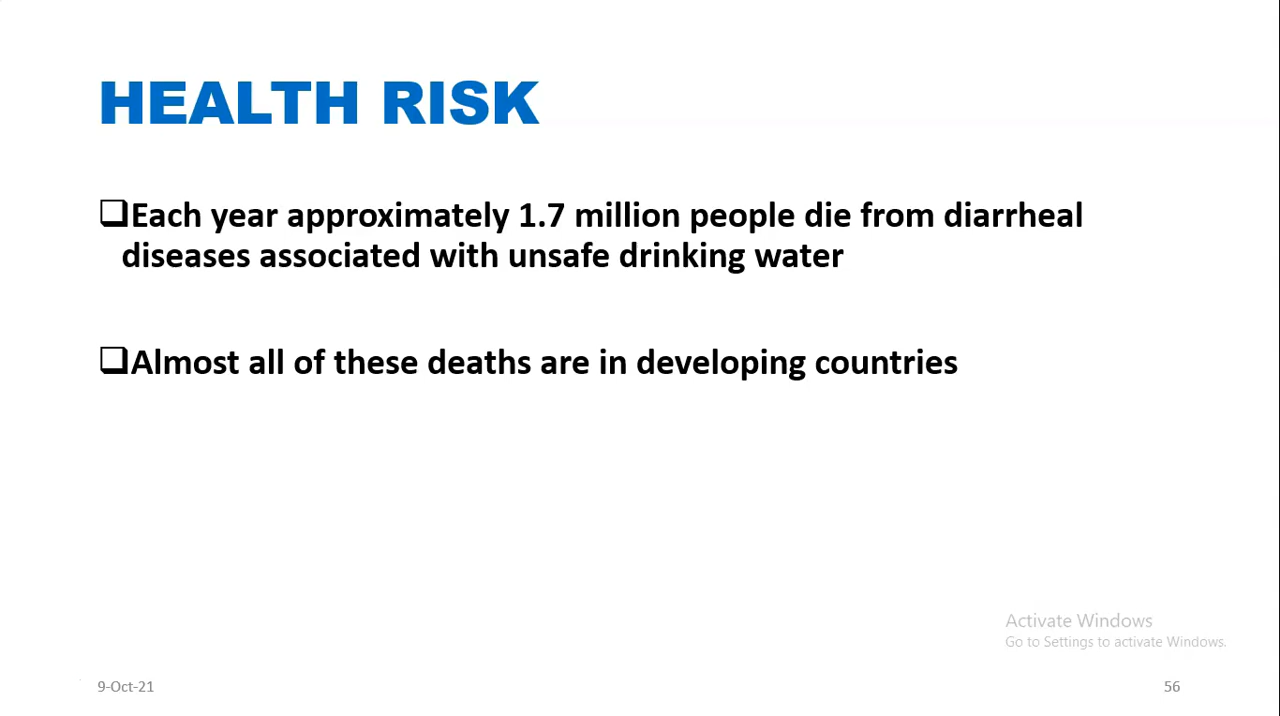 HEALTH RISK
❑Each year approximately 1.7 million people die from diarrheal
diseases associated with unsafe drinking water
❑Almost all of these deaths are in developing countries
Activate Windows
Go to Settings to activate Windows.
9-Oct-21
56